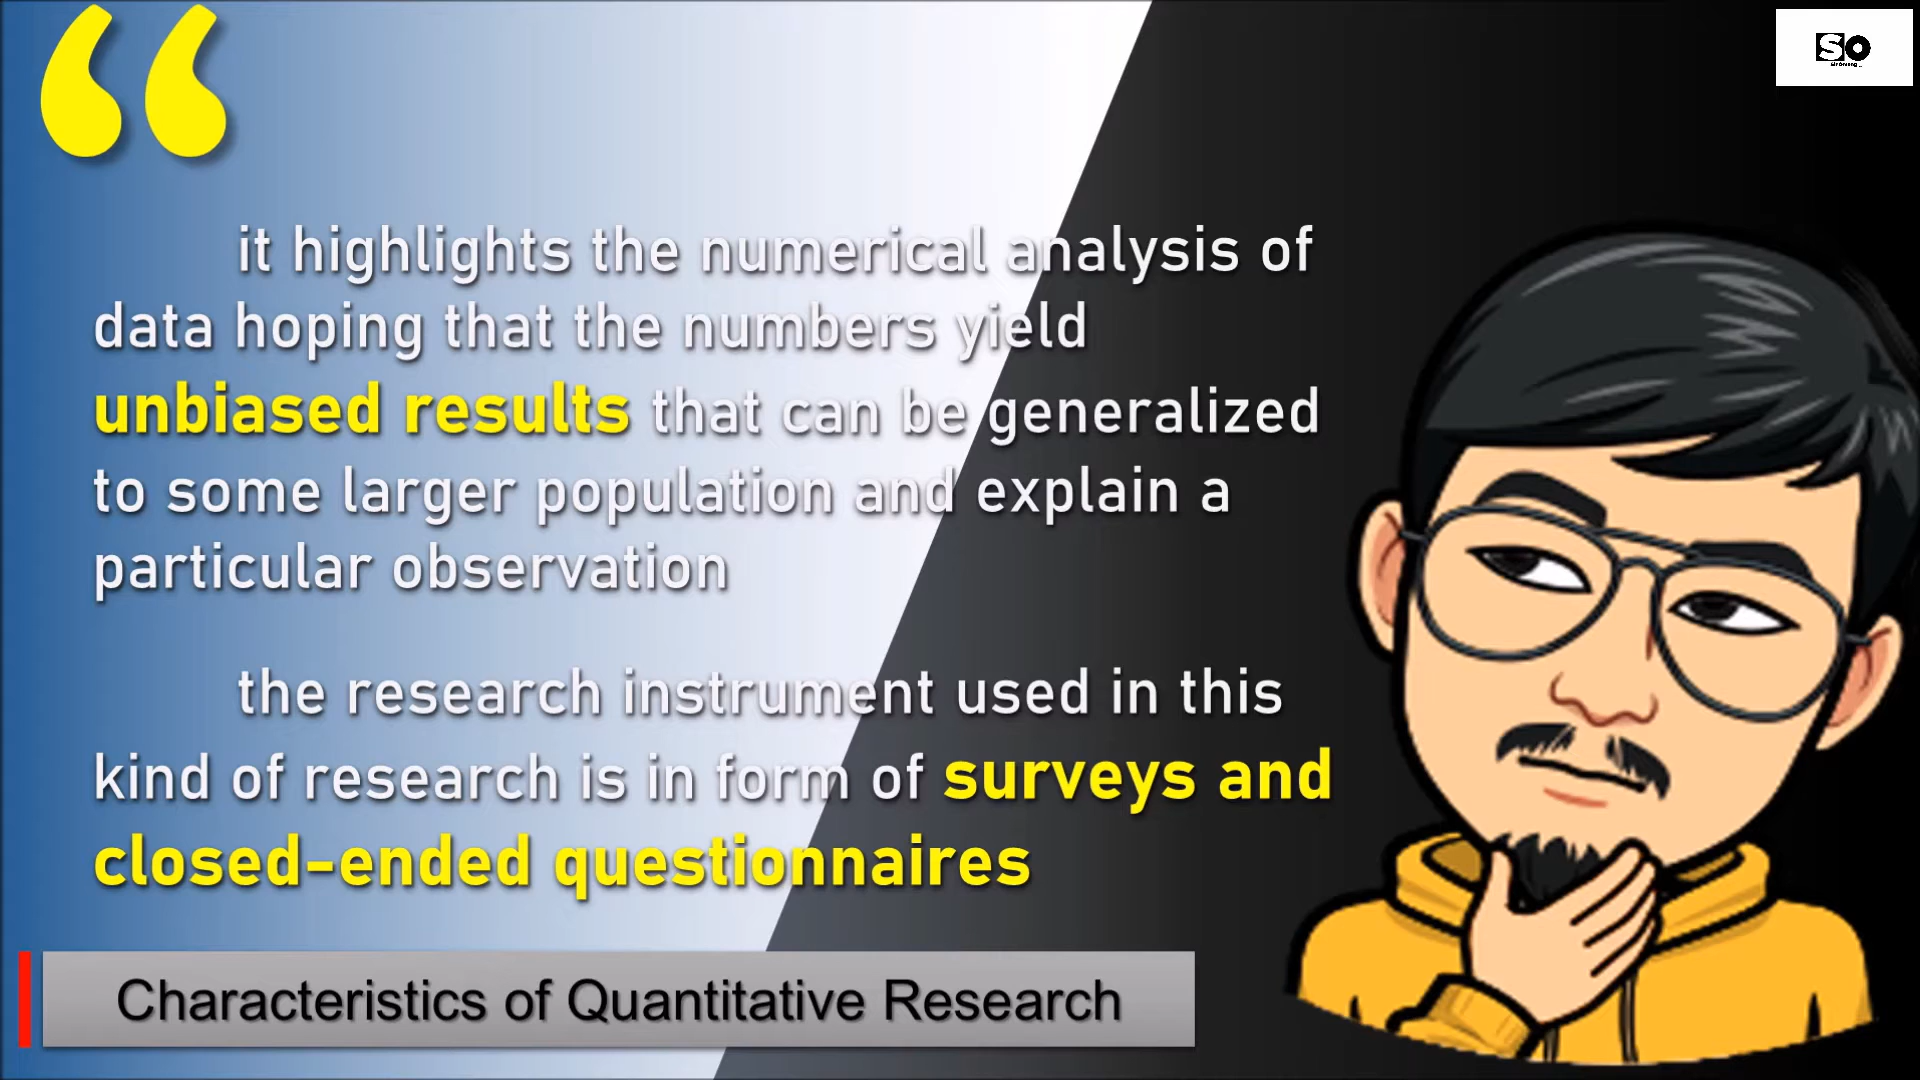 SO
it highlights the numerical analysis of
data hoping that the numbers yield
unbiased results that can be generalized
to some larger population and explain a
particular observation
the research instrument used in this
kind of research is in form of surveys and
closed-ended questionnaires
Characteristics of Quantitative Research